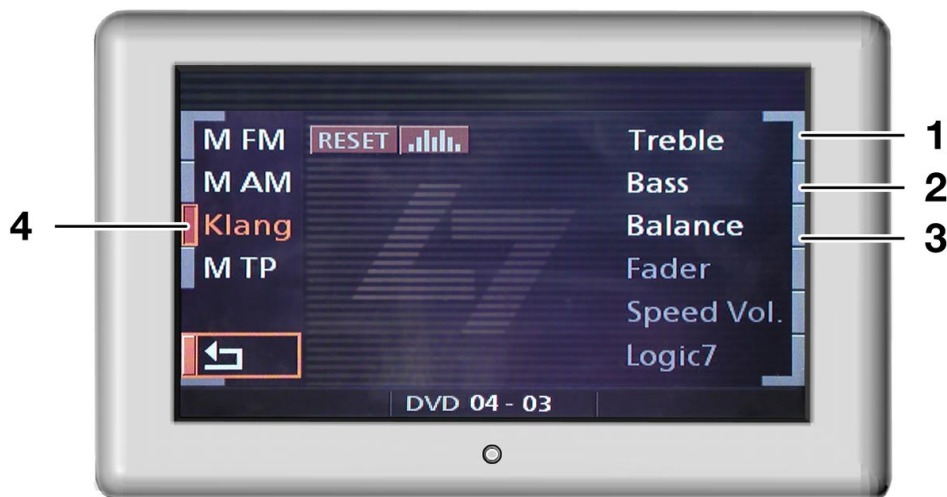 M FM
RESET
Treble
1
M AM
Bass
2
4
Klang
Balance
3
M TP
Fader
Speed Vol.
Logic7
DVD 04 - 03